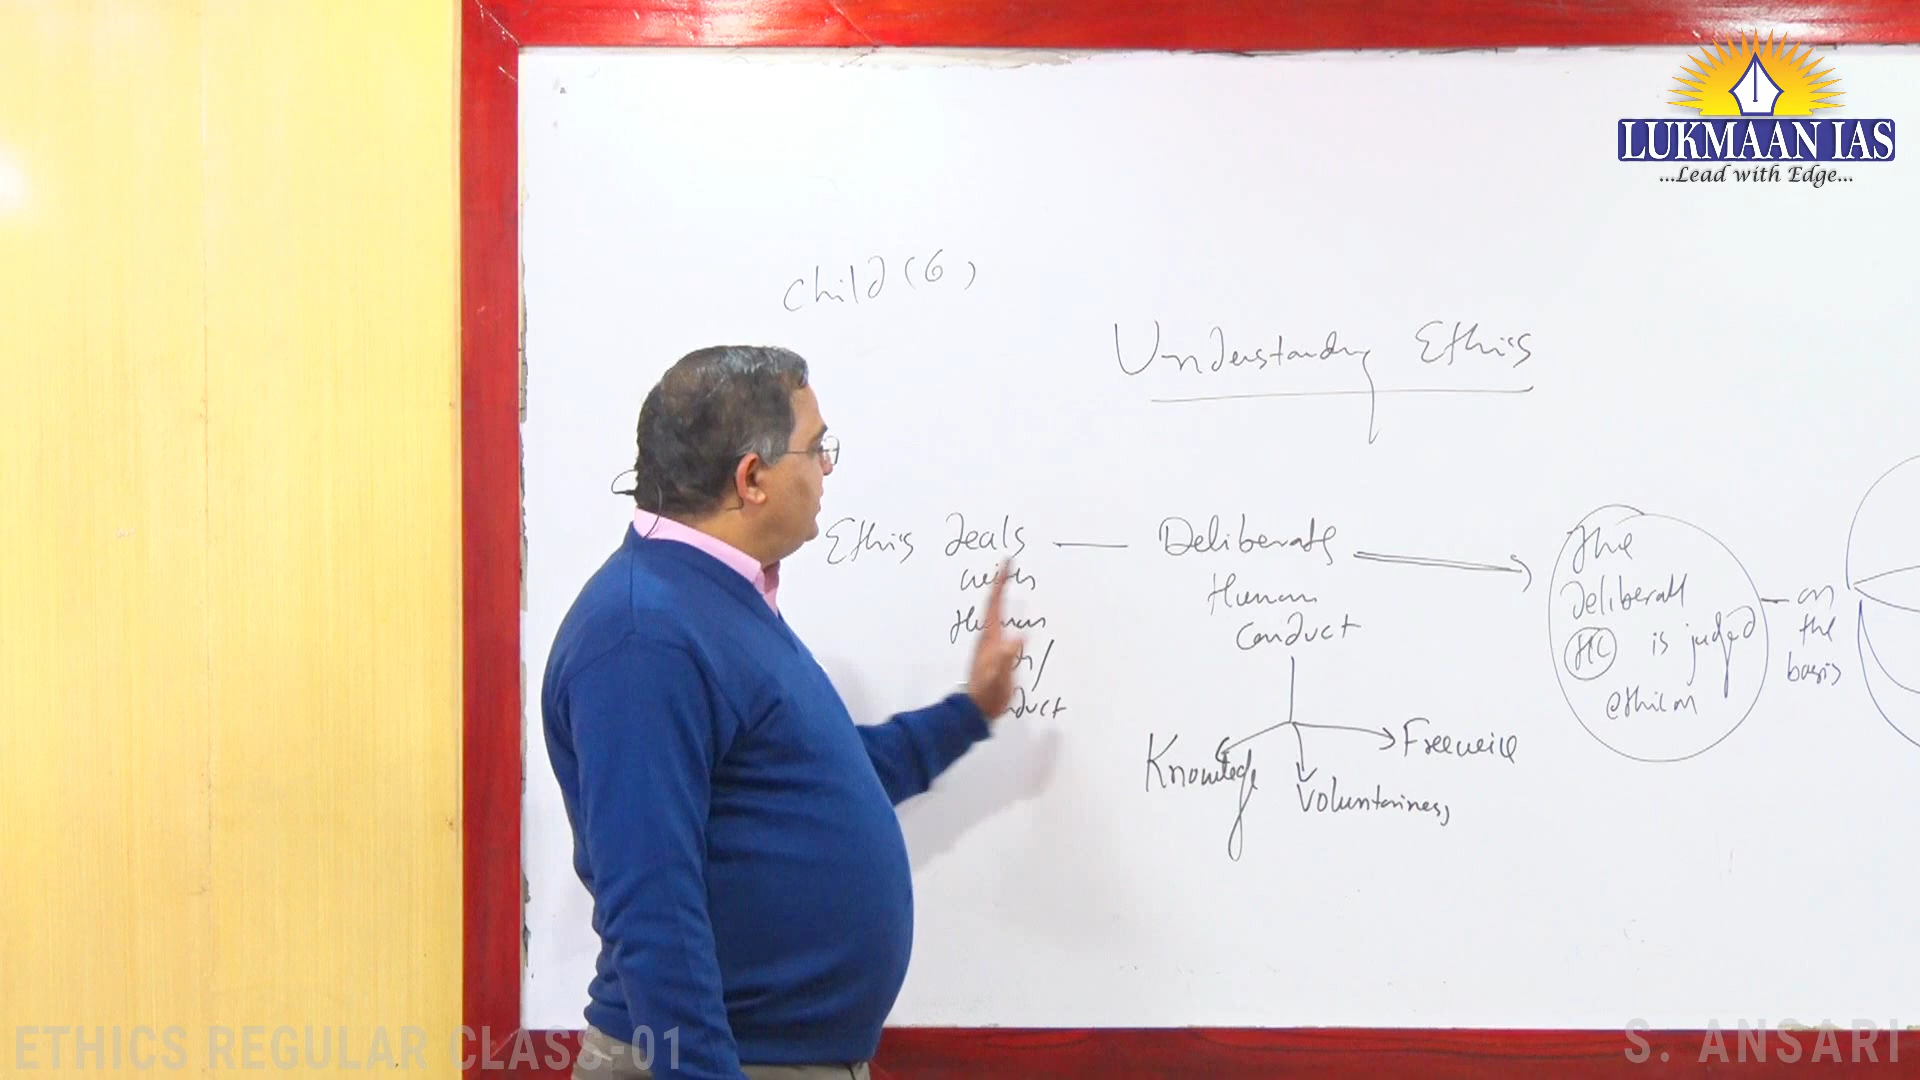 LUKMAAN IAS
...Lead with Edge...
Child (6)
Understanding Ethics
Ethics deals
with
Human
Deliberate
Human
Conduct
Knowledge
Voluntariness
Freewill
The
Deliberate
HC is judged
on
the
basis
ETHICS REGULAR CLASS-01
S. ANSARI